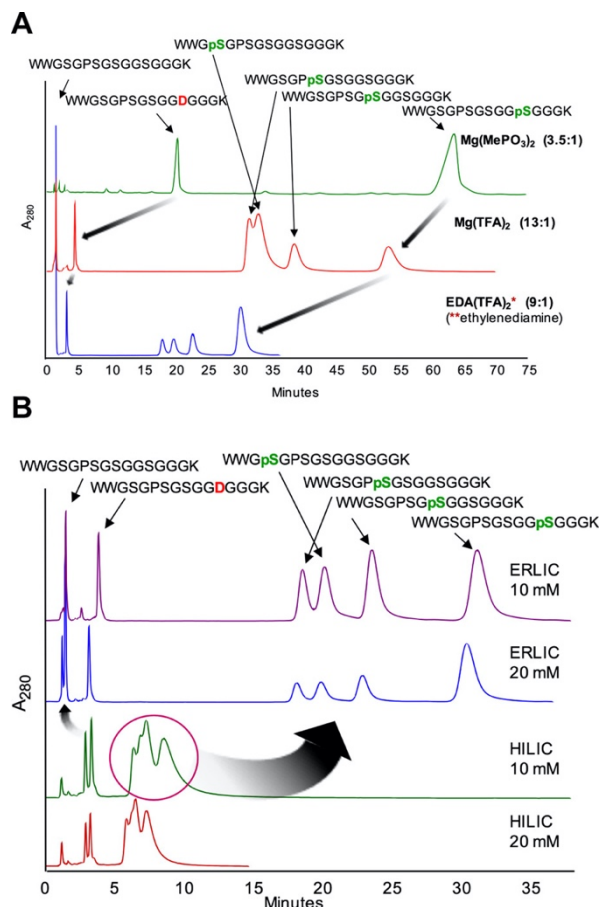 A
WWGpSGPSGSGGSGGGK
WWGSGPSGSGGSGGGK
WWGSGPpSGSGGSGGGK
WWGSGPSGSGGDGGGK
WWGSGPSGpSGGSGGGK
WWGSGPSGSGGpSGGGK
Mg(MePO3)2 (3.5:1)
A280
Mg(TFA)2 (13:1)
EDA(TFA)2* (9:1)
(**ethylenediamine)
0 5 10 15 20 25 30 35 40 45 50 55 60 65 70 75
Minutes
B
WWGSGPSGSGGSGGGK
WWGpSGPSGSGGSGGGK
WWGSGPSGSGGDGGGK
WWGSGPpSGSGGSGGGK
WWGSGPSGpSGGSGGGK
WWGSGPSGSGGpSGGGK
ERLIC
10 mM
ERLIC
20 mM
A280
HILIC
10 mM
HILIC
20 mM
0 5 10 15 20 25 30 35
Minutes